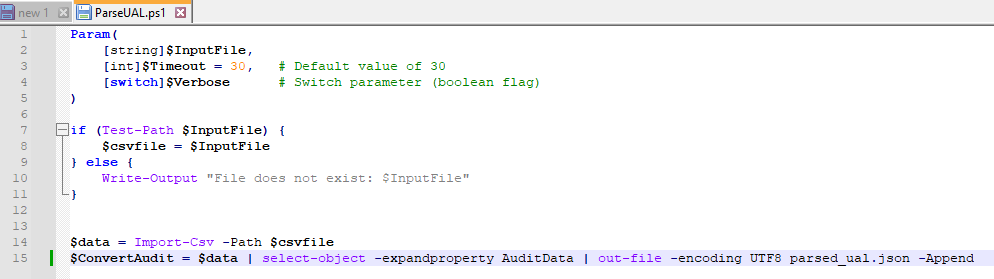 new 1 ParseUAL.ps1
1 Param(
2     [string]$InputFile,
3     [int]$Timeout = 30,   # Default value of 30
4     [switch]$Verbose      # Switch parameter (boolean flag)
5 )
6
7 if (Test-Path $InputFile) {
8     $csvfile = $InputFile
9 } else {
10     Write-Output "File does not exist: $InputFile"
11 }
12
13
14 $data = Import-Csv -Path $csvfile
15 $ConvertAudit = $data | select-object -expandproperty AuditData | out-file -encoding UTF8 parsed_ual.json -Append